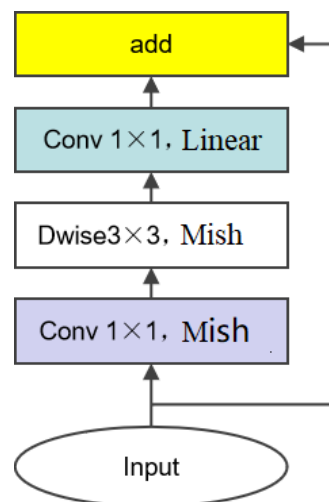 add
Conv 1×1, Linear
Dwise3×3, Mish
Conv 1×1, Mish
Input